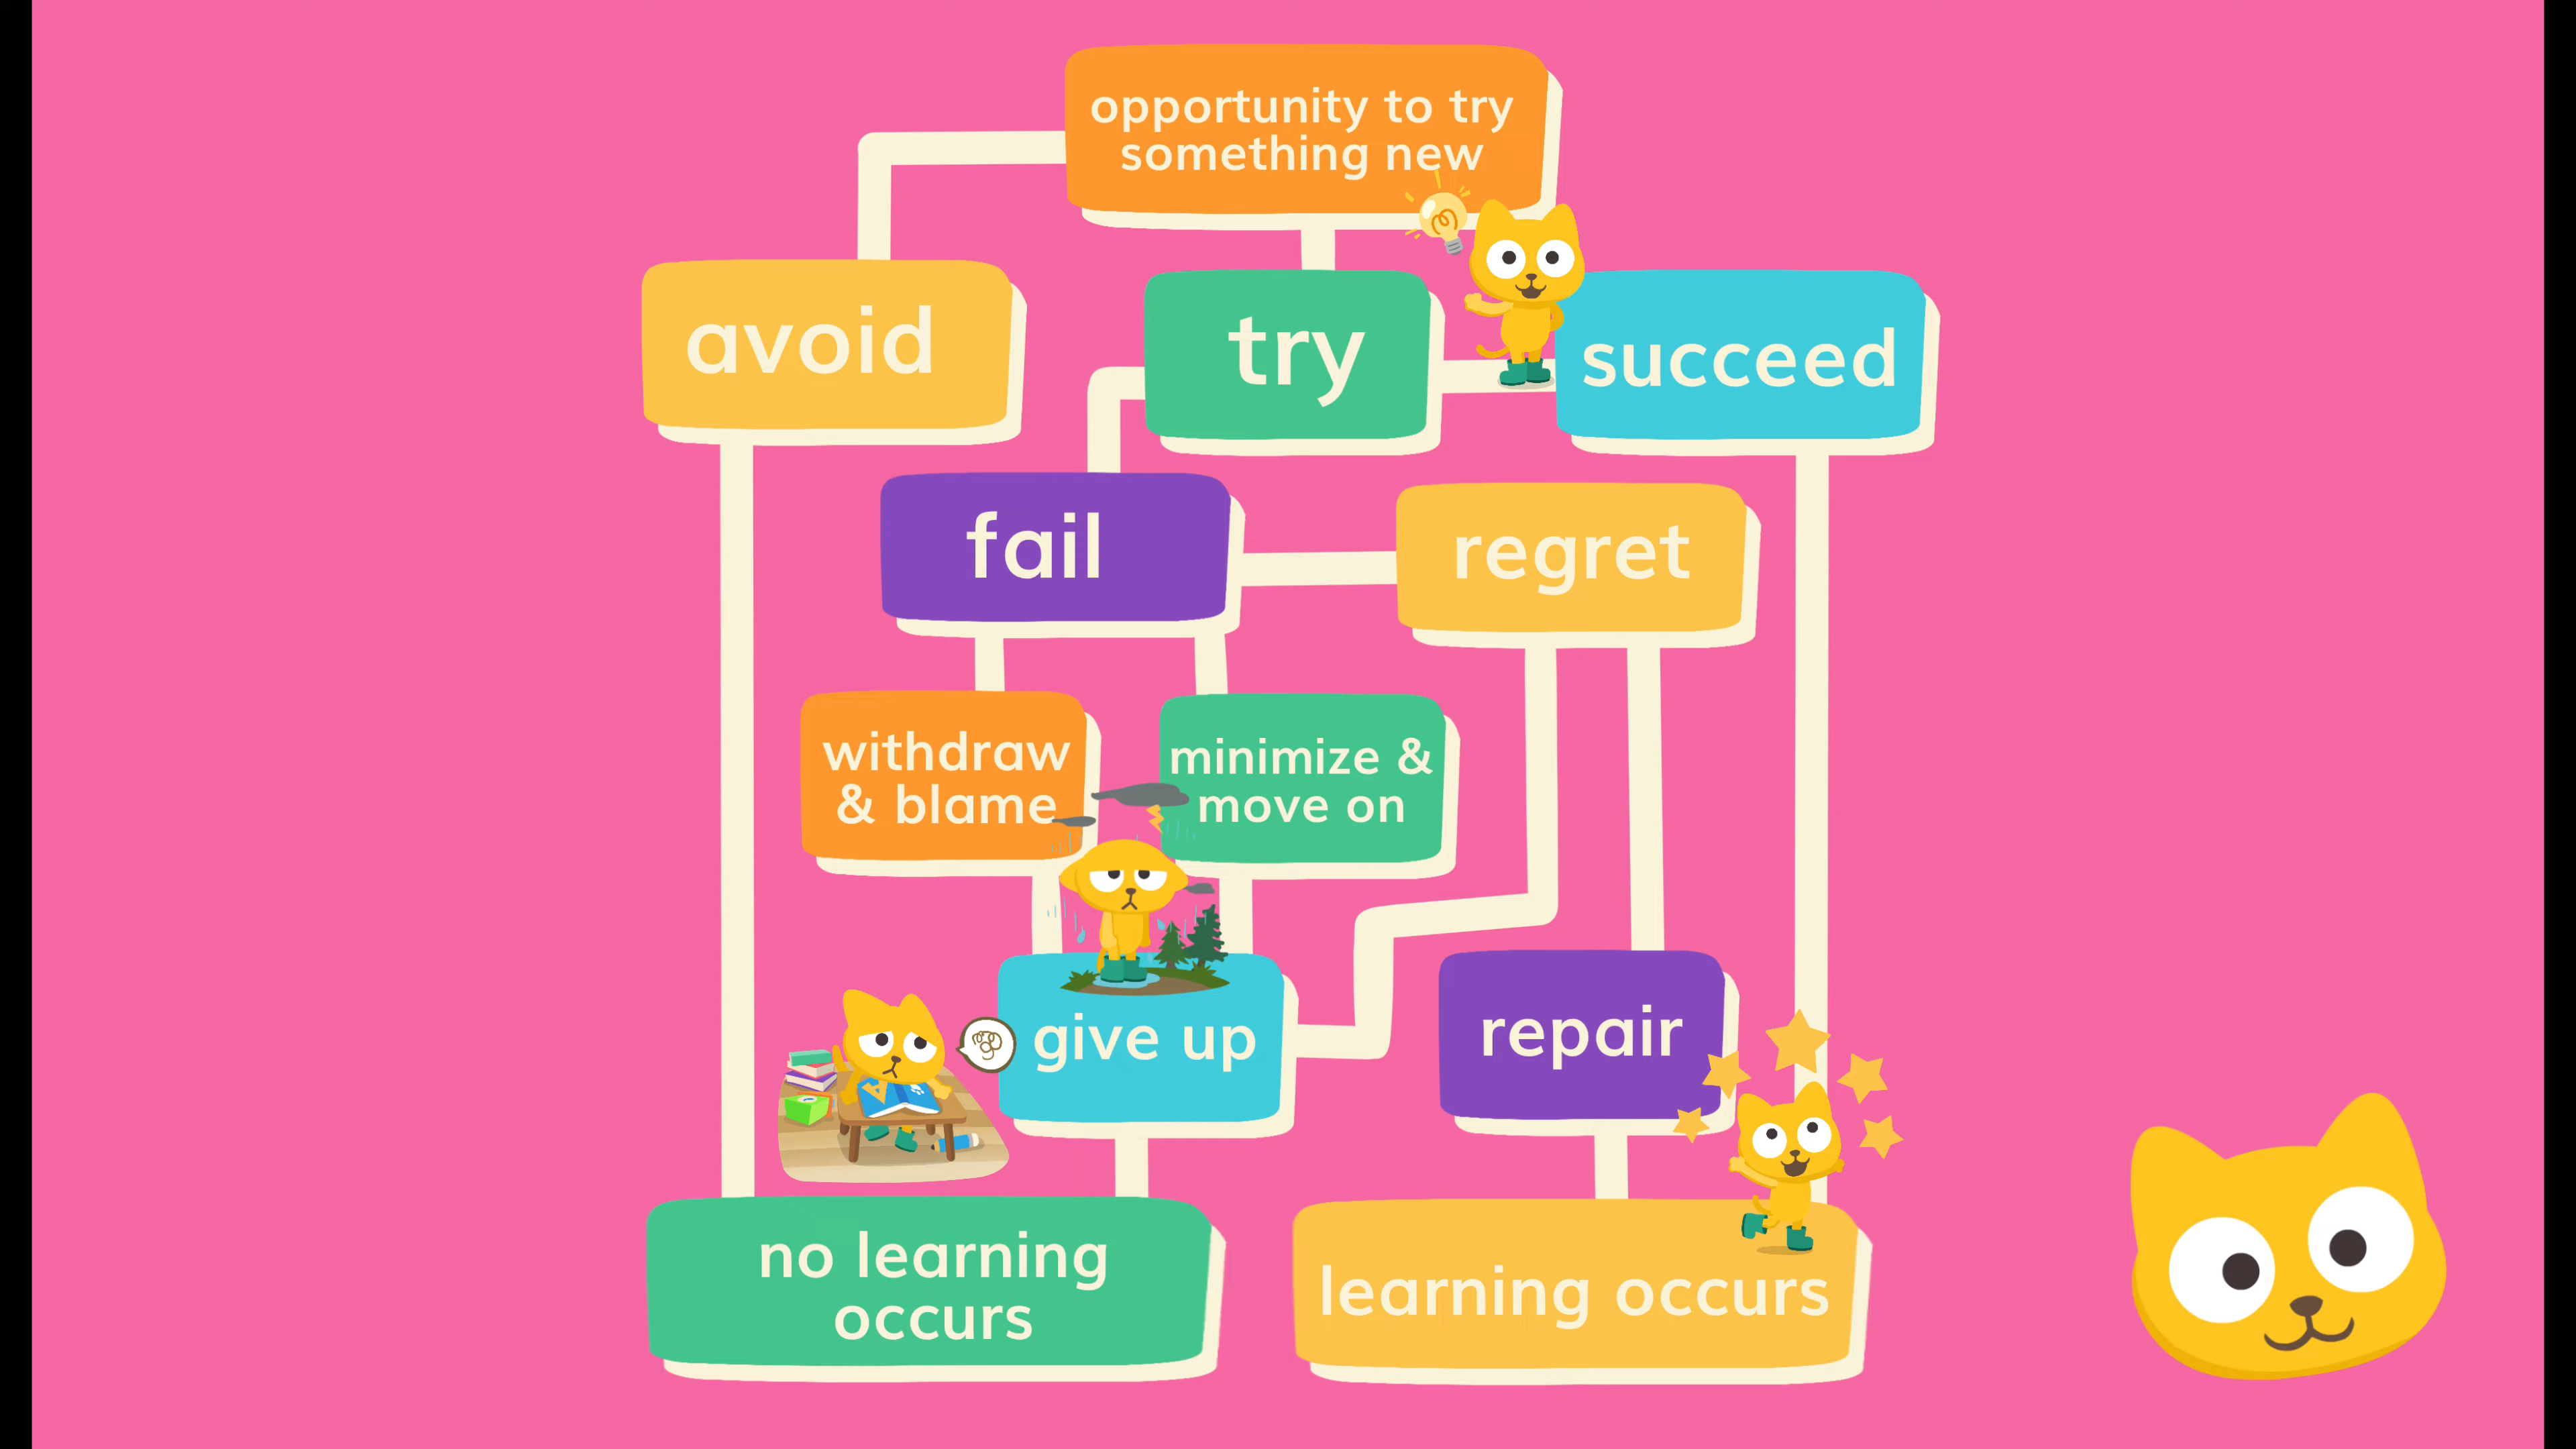 opportunity to try
something new
avoid
try
succeed
fail
regret
withdraw
& blame
minimize &
move on
give up
repair
no learning
occurs
learning occurs